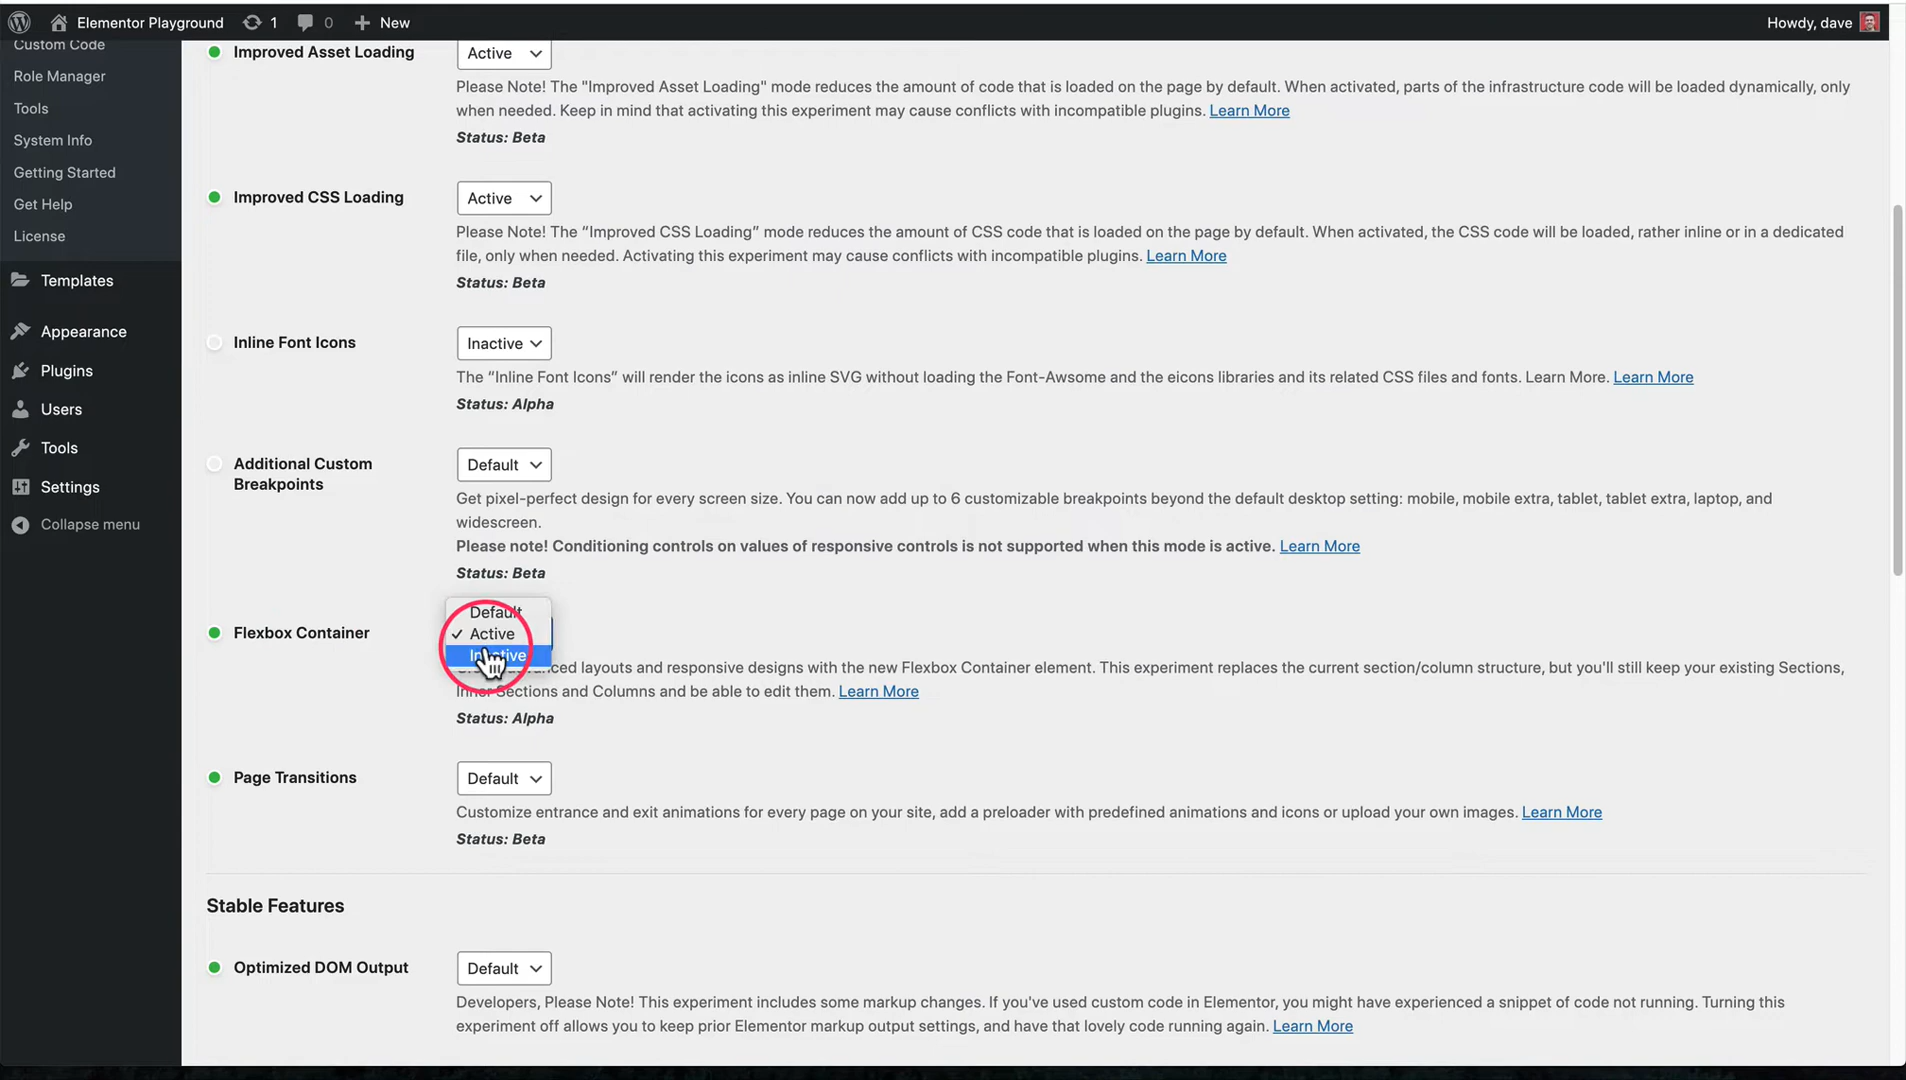 Elementor Playground 1 0 New Howdy, dave
Custom Code
Role Manager
Tools
System Info
Getting Started
Get Help
License
Templates
Appearance
Plugins
Users
Tools
Settings
Collapse menu
Improved Asset Loading Active
Please Note! The "Improved Asset Loading" mode reduces the amount of code that is loaded on the page by default. When activated, parts of the infrastructure code will be loaded dynamically, only
when needed. Keep in mind that activating this experiment may cause conflicts with incompatible plugins. Learn More
Status: Beta
Improved CSS Loading Active
Please Note! The “Improved CSS Loading” mode reduces the amount of CSS code that is loaded on the page by default. When activated, the CSS code will be loaded, rather inline or in a dedicated
file, only when needed. Activating this experiment may cause conflicts with incompatible plugins. Learn More
Status: Beta
Inline Font Icons Inactive
The “Inline Font Icons” will render the icons as inline SVG without loading the Font-Awsome and the eicons libraries and its related CSS files and fonts. Learn More. Learn More
Status: Alpha
Additional Custom Default
Breakpoints
Get pixel-perfect design for every screen size. You can now add up to 6 customizable breakpoints beyond the default desktop setting: mobile, mobile extra, tablet, tablet extra, laptop, and
widescreen.
Please note! Conditioning controls on values of responsive controls is not supported when this mode is active. Learn More
Status: Beta
Default
Flexbox Container ✓ Active
Inactive
layouts and responsive designs with the new Flexbox Container element. This experiment replaces the current section/column structure, but you'll still keep your existing Sections,
Inner Sections and Columns and be able to edit them. Learn More
Status: Alpha
Page Transitions Default
Customize entrance and exit animations for every page on your site, add a preloader with predefined animations and icons or upload your own images. Learn More
Status: Beta
Stable Features
Optimized DOM Output Default
Developers, Please Note! This experiment includes some markup changes. If you've used custom code in Elementor, you might have experienced a snippet of code not running. Turning this
experiment off allows you to keep prior Elementor markup output settings, and have that lovely code running again. Learn More